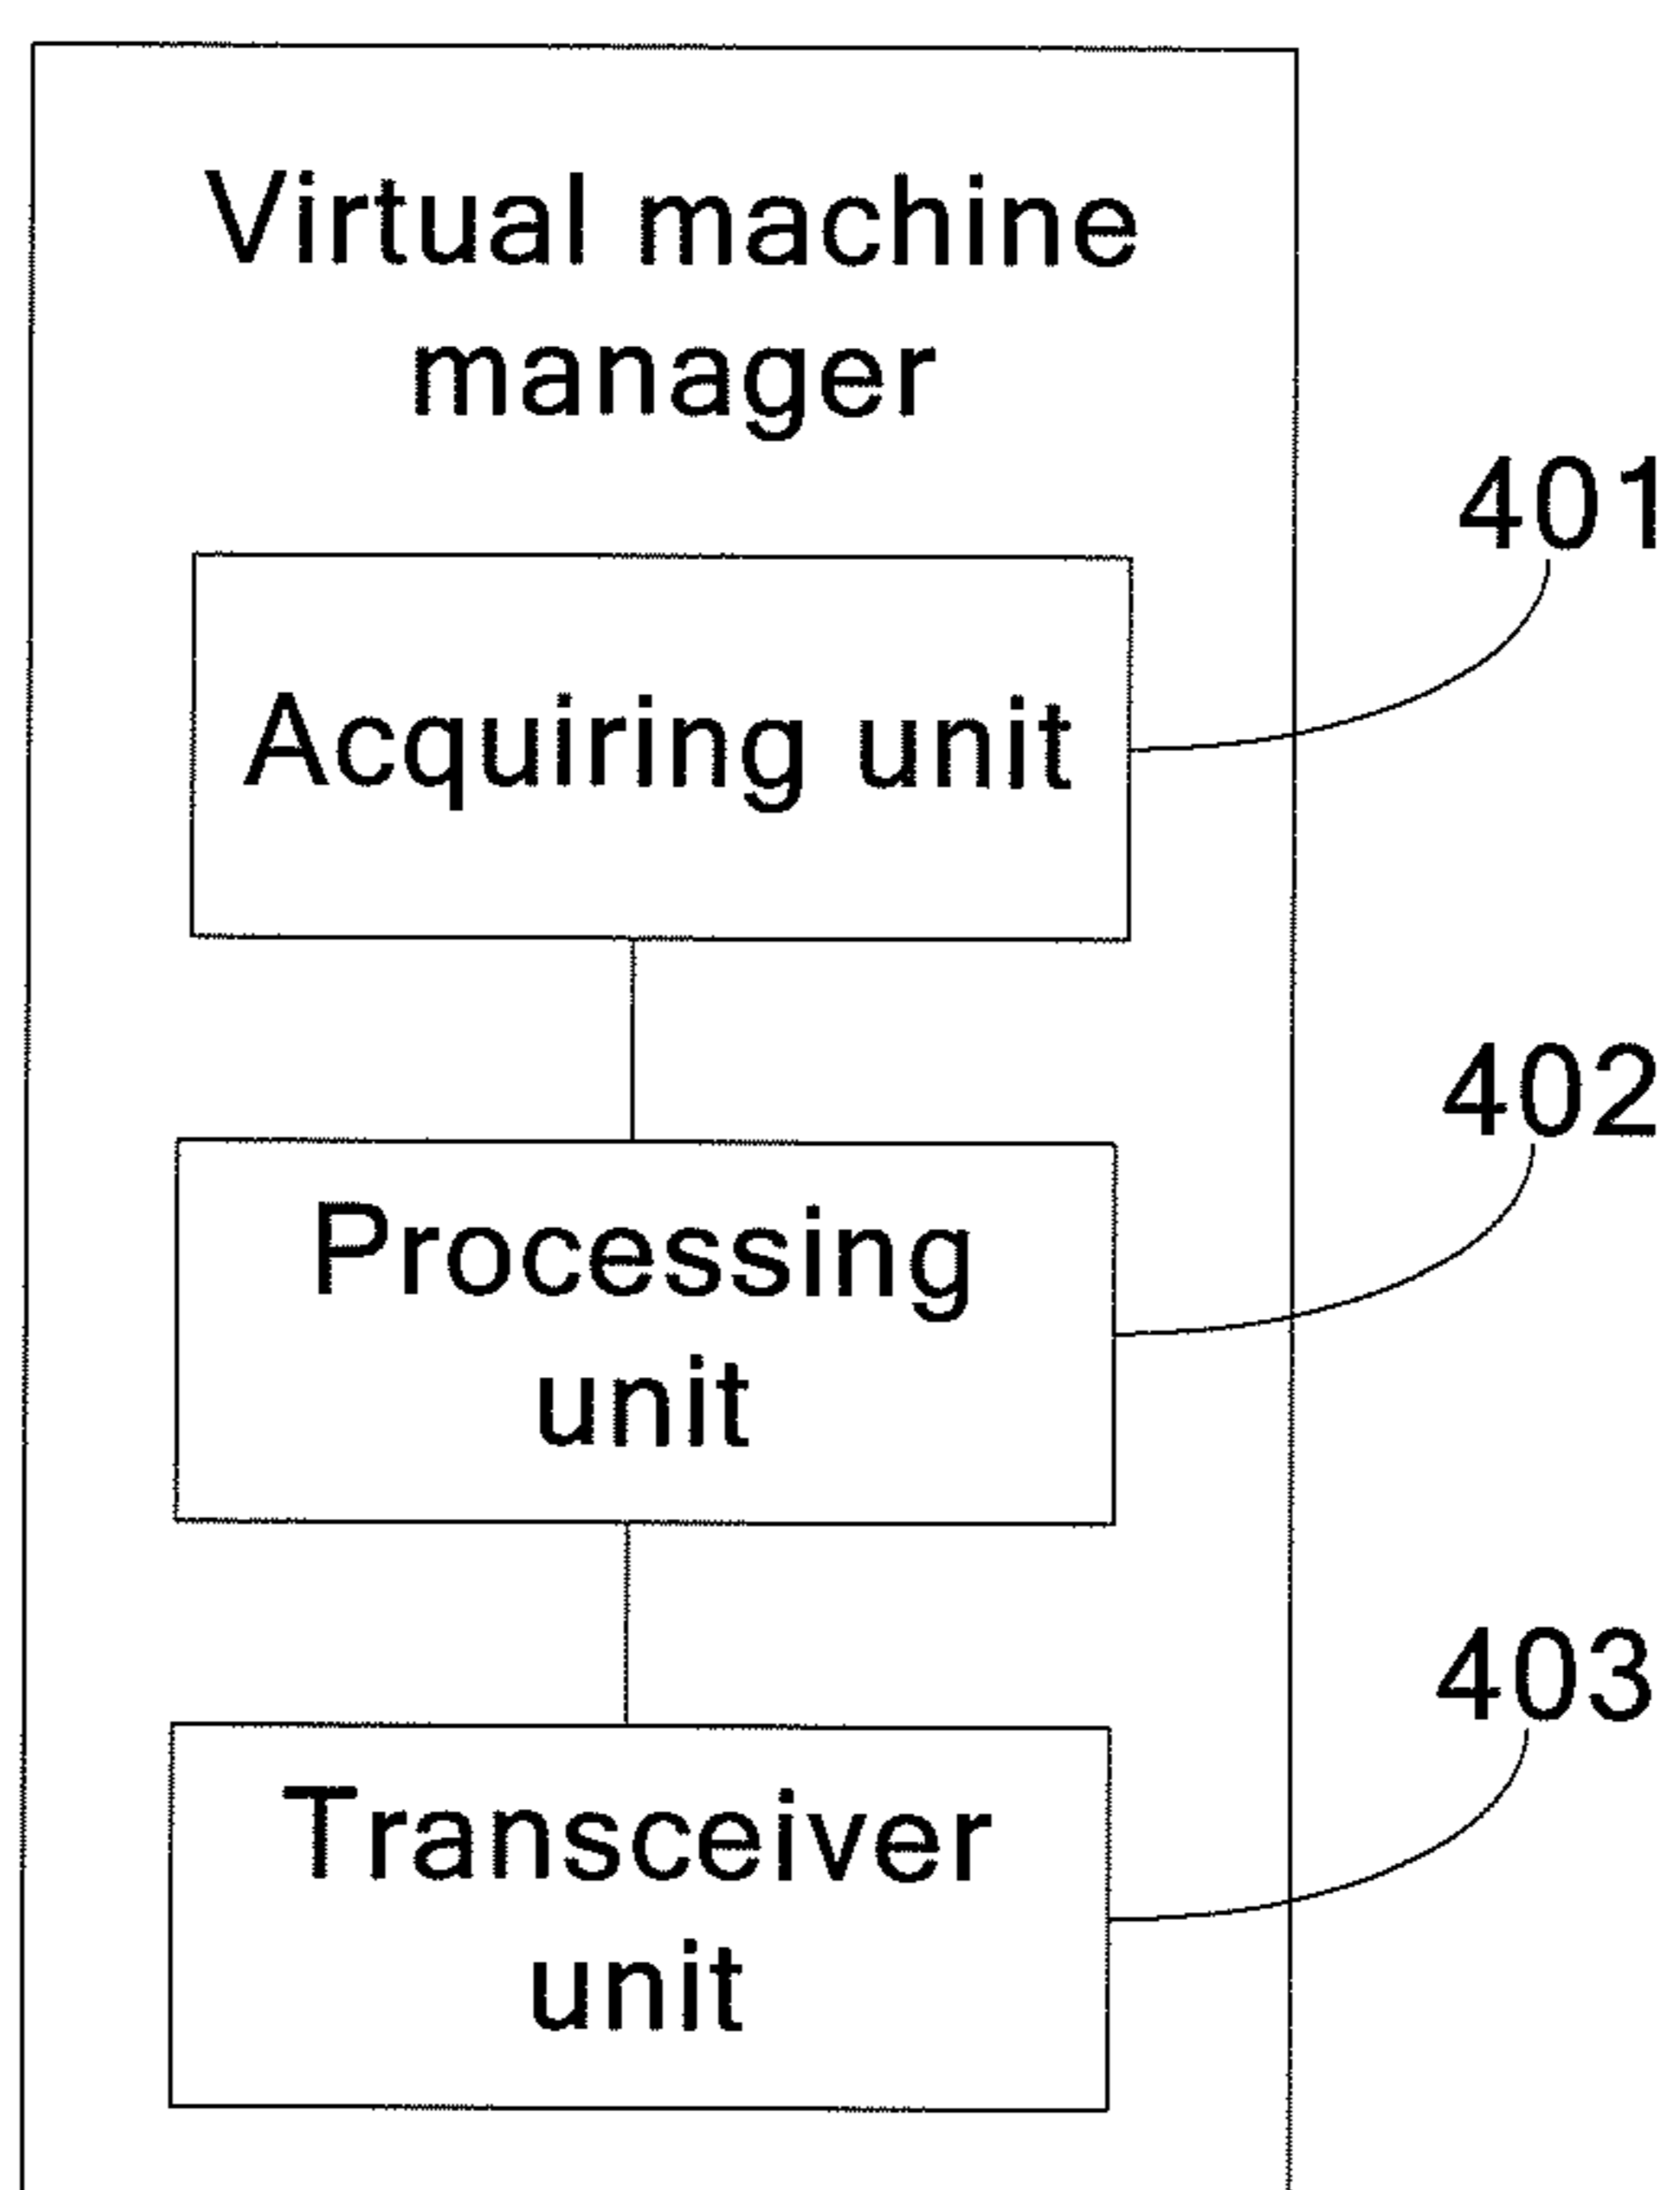 Virtual machine
manager
401
Acquiring unit
402
Processing
unit
403
Transceiver
unit